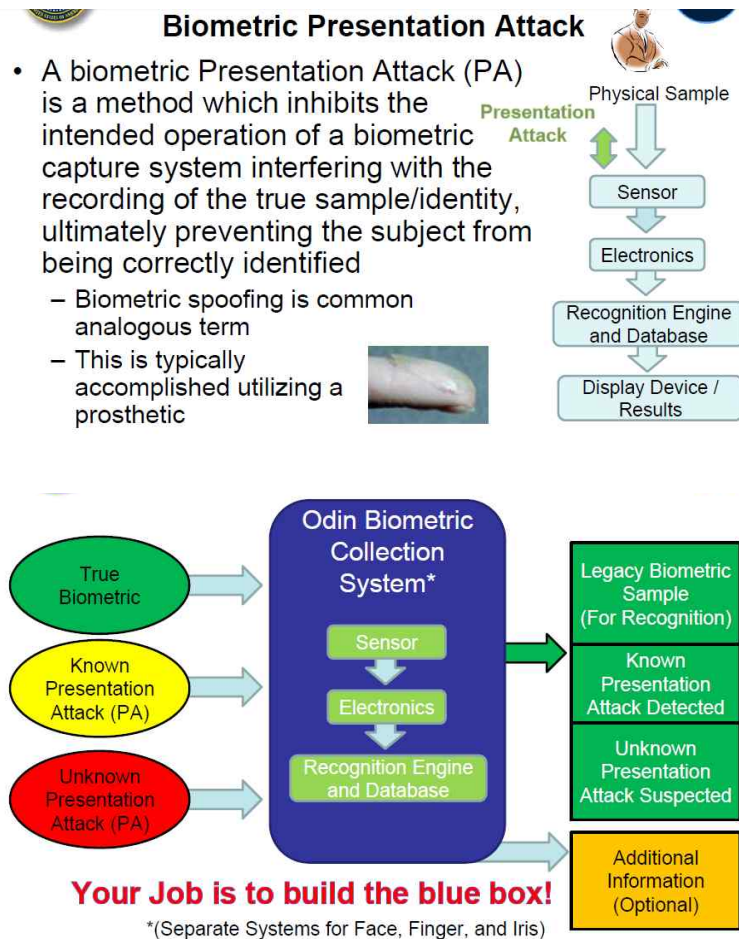 Biometric Presentation Attack
• A biometric Presentation Attack (PA)
is a method which inhibits the
intended operation of a biometric
capture system interfering with the
recording of the true sample/identity,
ultimately preventing the subject from
being correctly identified
– Biometric spoofing is common
analogous term
– This is typically
accomplished utilizing a
prosthetic
Physical Sample
Presentation
Attack
Sensor
Electronics
Recognition Engine
and Database
Display Device /
Results
True
Biometric
Known
Presentation
Attack (PA)
Unknown
Presentation
Attack (PA)
Odin Biometric
Collection
System*
Sensor
Electronics
Recognition Engine
and Database
Legacy Biometric
Sample
(For Recognition)
Known
Presentation
Attack Detected
Unknown
Presentation
Attack Suspected
Additional
Information
(Optional)
Your Job is to build the blue box!
*(Separate Systems for Face, Finger, and Iris)